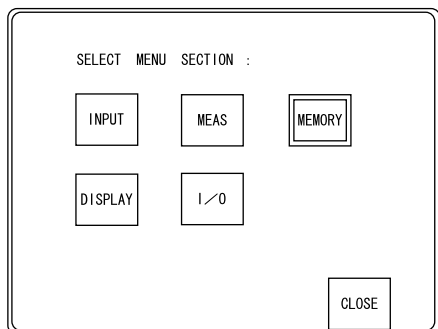 SELECT MENU SECTION :
INPUT MEAS MEMORY
DISPLAY I/O
CLOSE